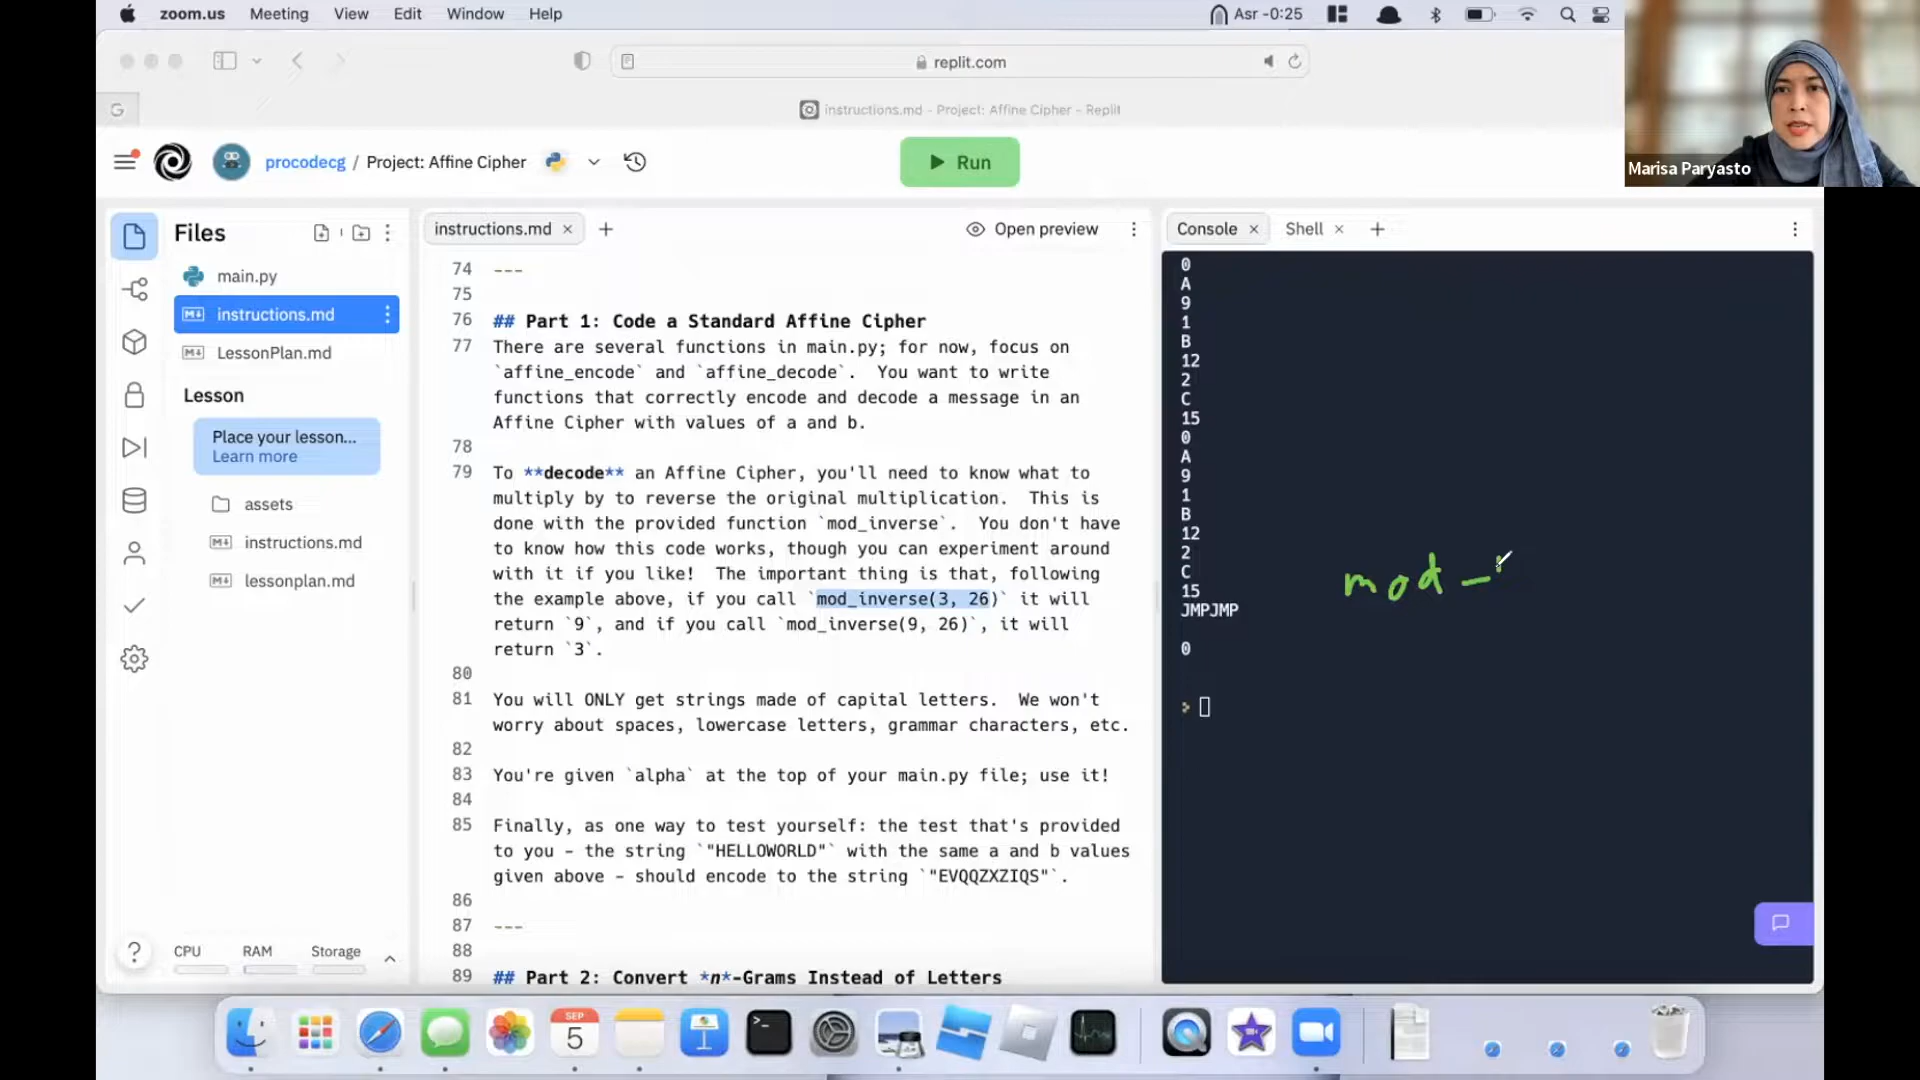 zoom.us Meeting View Edit Window Help Asr -0:25
replit.com
G
instructions.md - Project: Affine Cipher - Replit
procodecg / Project: Affine Cipher
Run
Marisa Paryasto
Files
main.py
instructions.md
LessonPlan.md
Lesson
Place your lesson...
Learn more
assets
instructions.md
lessonplan.md
CPU RAM Storage
instructions.md × +
Open preview
74 ---
75
76 ## Part 1: Code a Standard Affine Cipher
77 There are several functions in main.py; for now, focus on
`affine_encode` and `affine_decode`. You want to write
functions that correctly encode and decode a message in an
Affine Cipher with values of a and b.
78
79 To **decode** an Affine Cipher, you'll need to know what to
multiply by to reverse the original multiplication. This is
done with the provided function `mod_inverse`. You don't have
to know how this code works, though you can experiment around
with it if you like! The important thing is that, following
the example above, if you call `mod_inverse(3, 26)` it will
return `9`, and if you call `mod_inverse(9, 26)`, it will
return `3`.
80
81 You will ONLY get strings made of capital letters. We won't
worry about spaces, lowercase letters, grammar characters, etc.
82
83 You're given `alpha` at the top of your main.py file; use it!
84
85 Finally, as one way to test yourself: the test that's provided
to you - the string `"HELLOWORLD"` with the same a and b values
given above - should encode to the string `"EVQQZXZIQS"`.
86
87 ---
88
89 ## Part 2: Convert *n*-Grams Instead of Letters
Console × Shell × +
0
A
9
1
B
12
2
C
15
0
A
9
1
B
12
2
C
15
JMPJMP
0
>
mod_
SEP
5